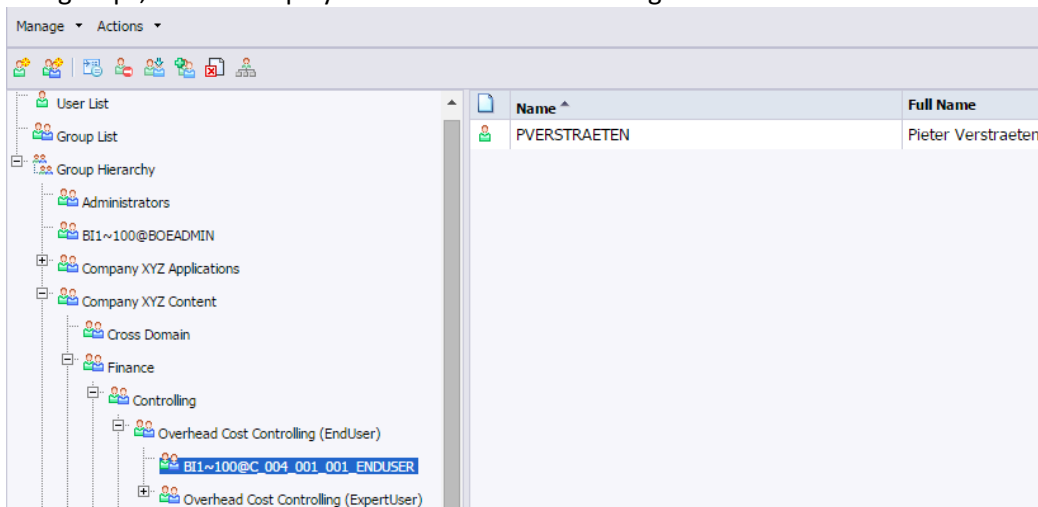 Manage Actions
User List
Group List
Group Hierarchy
Administrators
BI1~100@BOEADMIN
Company XYZ Applications
Company XYZ Content
Cross Domain
Finance
Controlling
Overhead Cost Controlling (EndUser)
BI1~100@C_004_001_001_ENDUSER
Overhead Cost Controlling (ExpertUser)
Name Full Name
PVERSTRAETEN Pieter Verstraeten